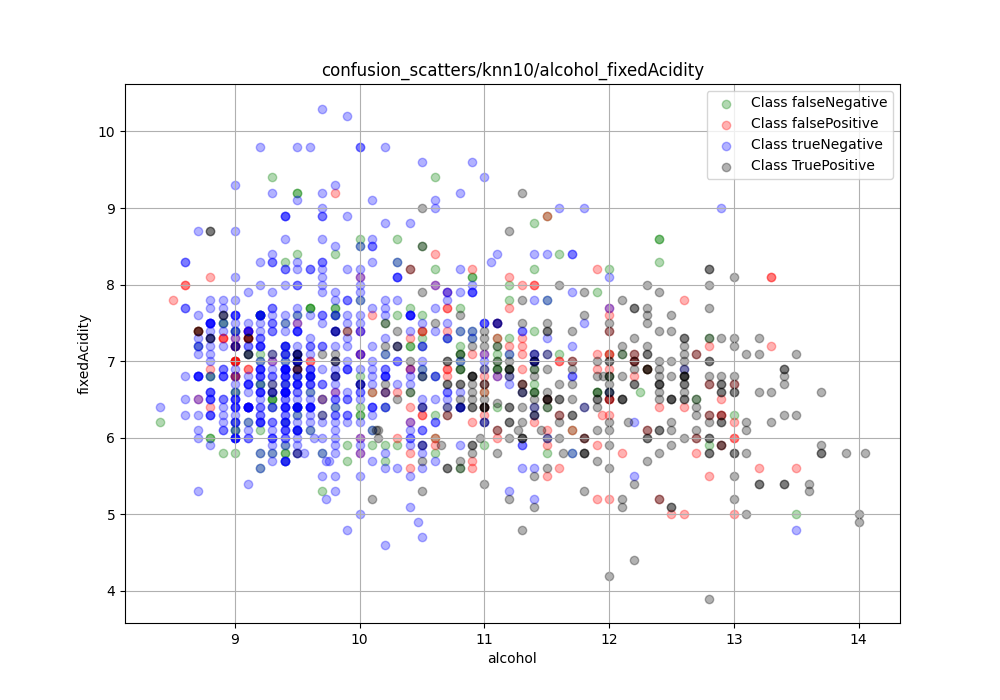 confusion_scatters/knn10/alcohol_fixedAcidity
Class falseNegative
Class falsePositive
Class trueNegative
Class TruePositive
fixedAcidity
10
9
8
7
6
5
4
9 10 11 12 13 14
alcohol